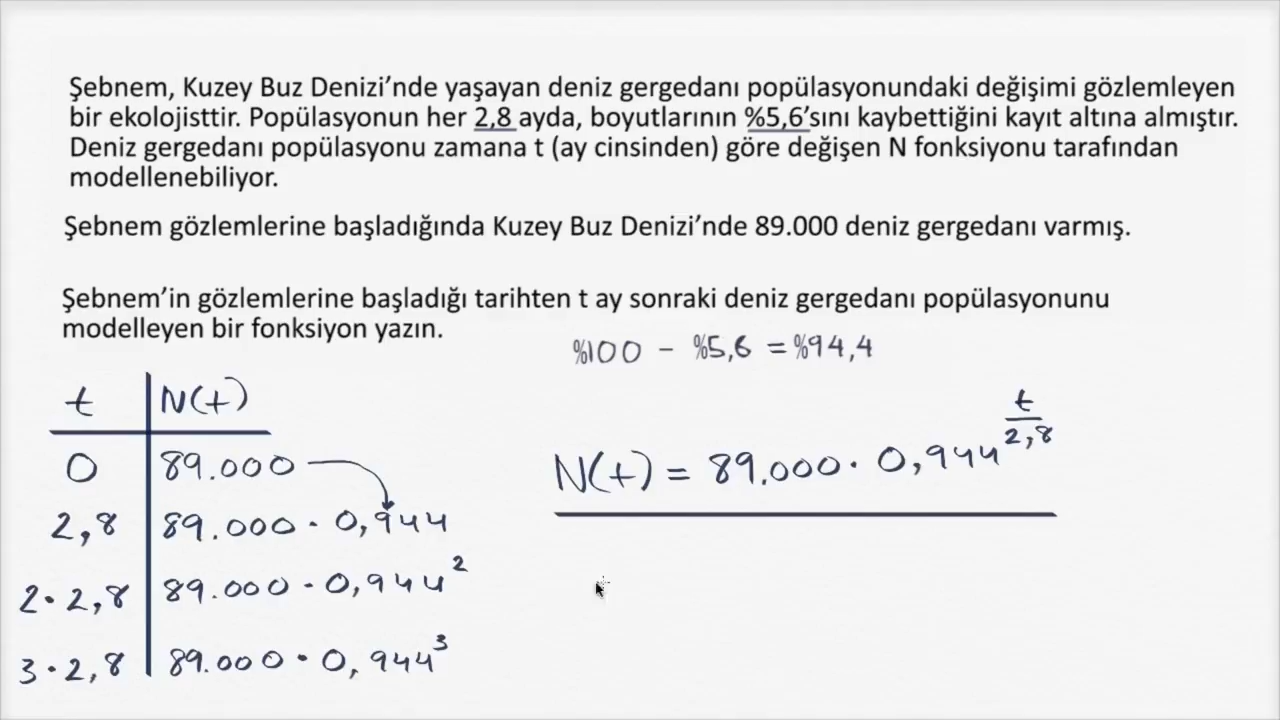 Şebnem, Kuzey Buz Denizi’nde yaşayan deniz gergedanı popülasyonundaki değişimi gözlemleyen
bir ekolojisttir. Popülasyonun her 2,8 ayda, boyutlarının %5,6’sını kaybettiğini kayıt altına almıştır.
Deniz gergedanı popülasyonu zamana t (ay cinsinden) göre değişen N fonksiyonu tarafından
modellenebiliyor.
Şebnem gözlemlerine başladığında Kuzey Buz Denizi’nde 89.000 deniz gergedanı varmış.
Şebnem’in gözlemlerine başladığı tarihten t ay sonraki deniz gergedanı popülasyonunu
modelleyen bir fonksiyon yazın.
%100 - %5,6 = %94,4
t N(t)
0 89.000
2,8 89.000 · 0,944
2·2,8 89.000 · 0,944^2
3·2,8 89.000 · 0,944^3
N(t) = 89.000 · 0,944^(t/2,8)